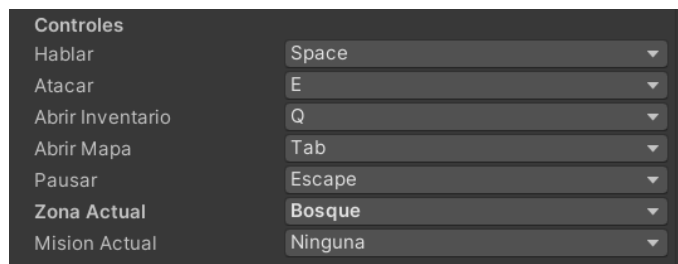 Controles
Hablar Space
Atacar E
Abrir Inventario Q
Abrir Mapa Tab
Pausar Escape
Zona Actual Bosque
Mision Actual Ninguna